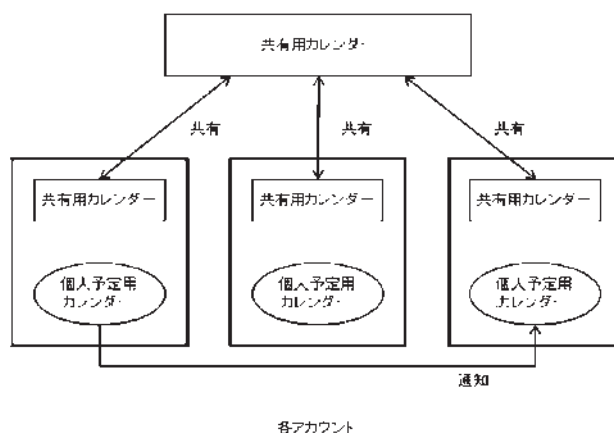 共有用カレンダー
共有
共有
共有
共有用カレンダー
共有用カレンダー
共有用カレンダー
個人予定用
カレンダー
個人予定用
カレンダー
個人予定用
カレンダー
通知
各アカウント